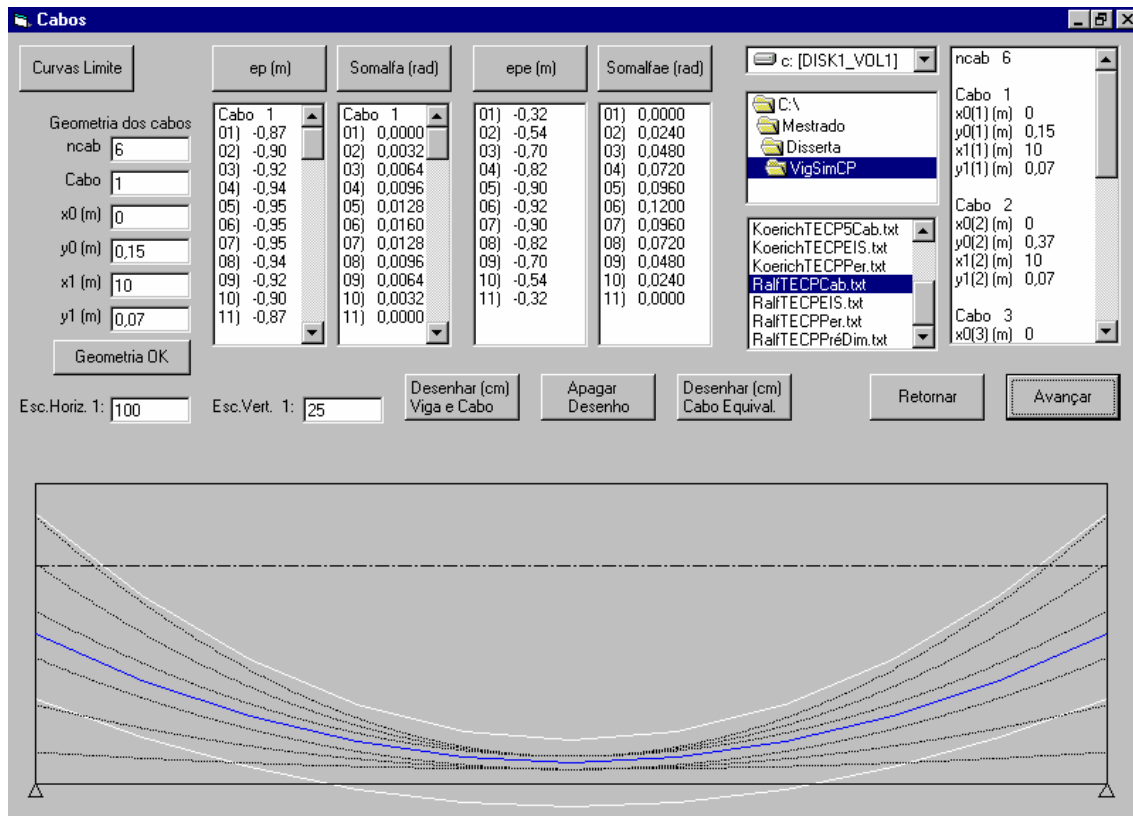 Cabos
Curvas Limite
Geometria dos cabos
ncab 6
Cabo 1
x0 (m) 0
y0 (m) 0,15
x1 (m) 10
y1 (m) 0,07
Geometria OK
ep (m)
Cabo 1
01) -0,87
02) -0,90
03) -0,92
04) -0,94
05) -0,95
06) -0,95
07) -0,95
08) -0,94
09) -0,92
10) -0,90
11) -0,87
Somalfa (rad)
Cabo 1
01) 0,0000
02) 0,0032
03) 0,0064
04) 0,0096
05) 0,0128
06) 0,0160
07) 0,0128
08) 0,0096
09) 0,0064
10) 0,0032
11) 0,0000
epe (m)
01) -0,32
02) -0,54
03) -0,70
04) -0,82
05) -0,90
06) -0,92
07) -0,90
08) -0,82
09) -0,70
10) -0,54
11) -0,32
Somalfae (rad)
01) 0,0000
02) 0,0240
03) 0,0480
04) 0,0720
05) 0,0960
06) 0,1200
07) 0,0960
08) 0,0720
09) 0,0480
10) 0,0240
11) 0,0000
c: [DISK1_VOL1]
C:\
Mestrado
Disserta
VigSimCP
KoerichTECP5Cab.txt
KoerichTECPEIS.txt
KoerichTECPPer.txt
RalfTECPCab.txt
RalfTECPEIS.txt
RalfTECPPer.txt
RalfTECPPréDim.txt
ncab 6
Cabo 1
x0(1) (m) 0
y0(1) (m) 0,15
x1(1) (m) 10
y1(1) (m) 0,07
Cabo 2
x0(2) (m) 0
y0(2) (m) 0,37
x1(2) (m) 10
y1(2) (m) 0,07
Cabo 3
x0(3) (m) 0
Esc.Horiz. 1: 100
Esc.Vert. 1: 25
Desenhar (cm)
Viga e Cabo
Apagar
Desenho
Desenhar (cm)
Cabo Equival.
Retornar
Avançar